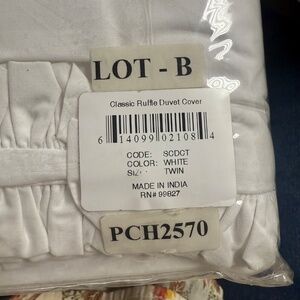 LOT - B
Classic Ruffle Duvet Cover
6 14099 02108 4
CODE: SCDCT
COLOR: WHITE
SIZE: TWIN
MADE IN INDIA
RN# 99827
PCH2570